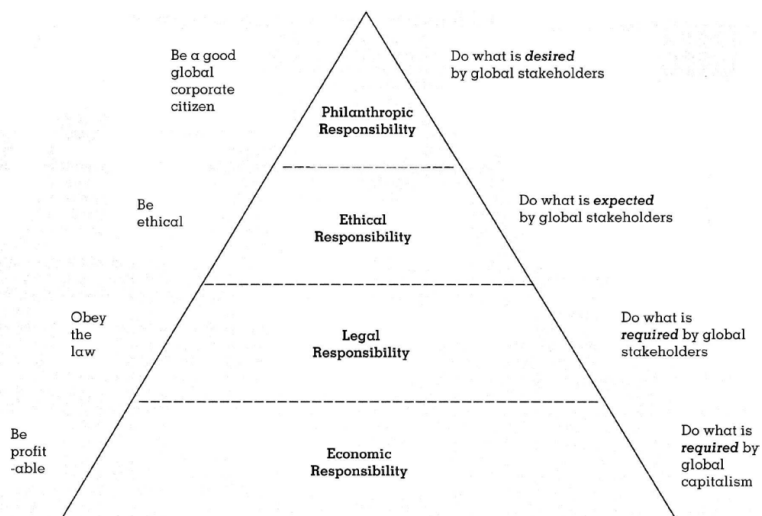 Be a good
global
corporate
citizen
Philanthropic
Responsibility
Do what is desired
by global stakeholders
Be
ethical
Ethical
Responsibility
Do what is expected
by global stakeholders
Obey
the
law
Legal
Responsibility
Do what is
required by global
stakeholders
Be
profit
-able
Economic
Responsibility
Do what is
required by
global
capitalism